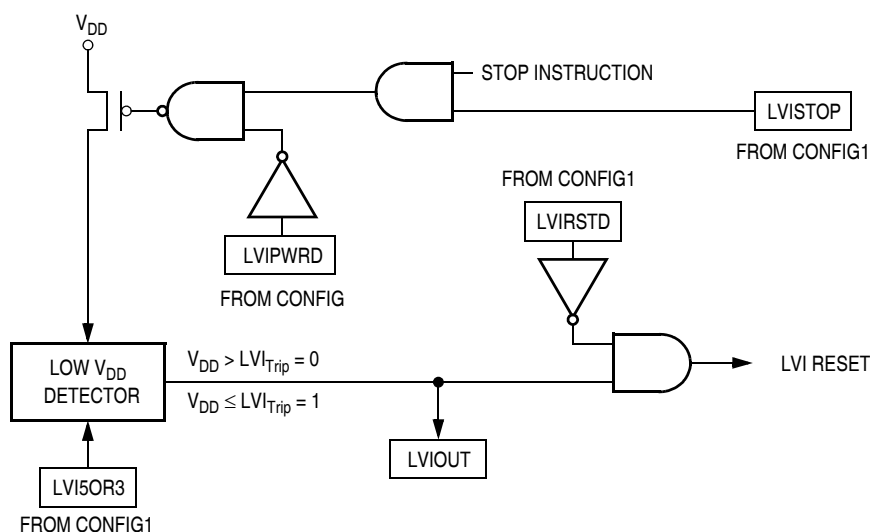 VDD
STOP INSTRUCTION
LVISTOP
FROM CONFIG1
FROM CONFIG1
LVIRSTD
LVIPWRD
FROM CONFIG
LOW VDD
DETECTOR
VDD > LVITrip = 0
VDD ≤ LVITrip = 1
LVI RESET
LVIOUT
LVI5OR3
FROM CONFIG1